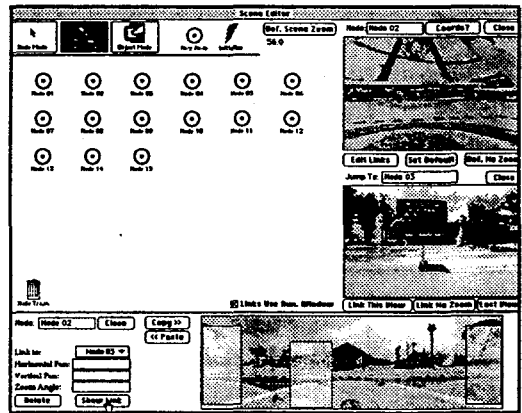 Scene Editor
Node Mode
Object Mode
Def. Scene Zoom
56.0
Node: Node 02
Coords?
Close
Node 01 Node 02 Node 03 Node 04 Node 05 Node 06
Node 07 Node 08 Node 09 Node 10 Node 11 Node 12
Node 13 Node 14 Node 15
Edit Links
Set Default
Def. No Zoom
Jump To: Node 03
Close
Node Trash
Links Use Run.
Link This View
Link No Zoom
Last View
Node: Node 02
Close
Copy >>
<< Paste
Link to: Node 03
Horizontal Pan:
Vertical Pan:
Zoom Angle:
Delete
Show Link